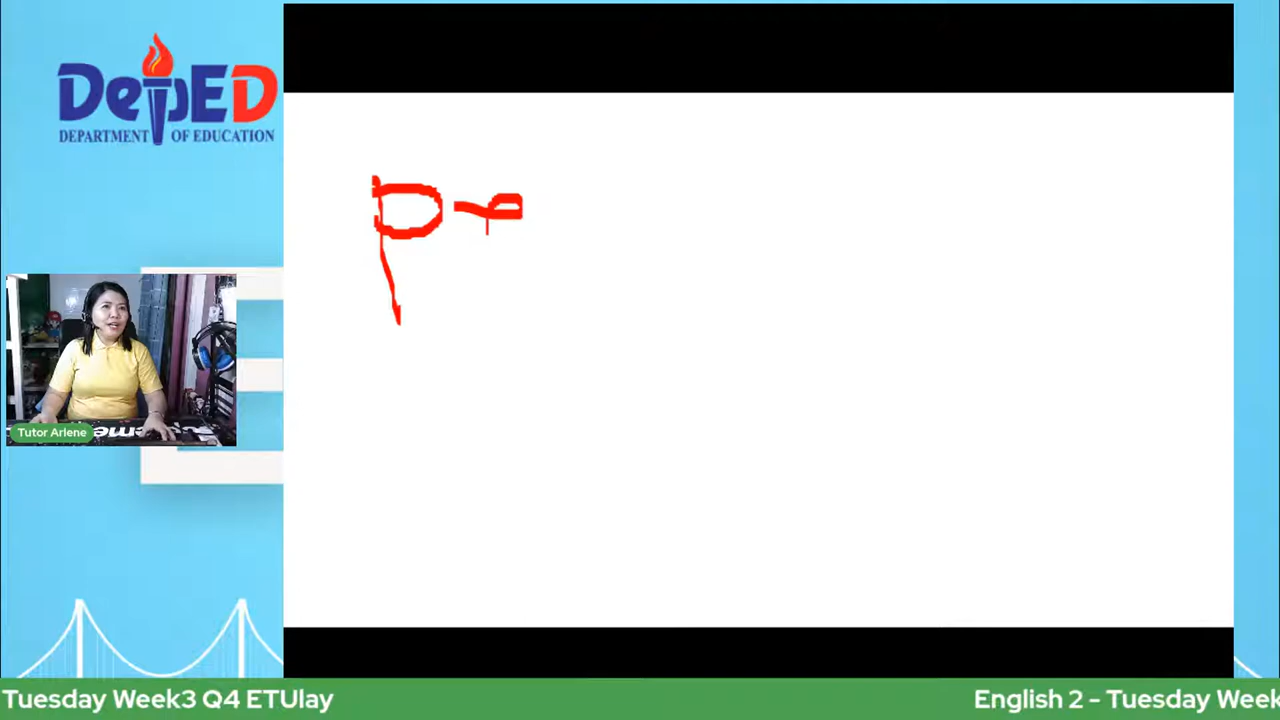 DepED
DEPARTMENT OF EDUCATION
P-
Tutor Arlene
Tuesday Week3 Q4 ETUlay
English 2 - Tuesday Week